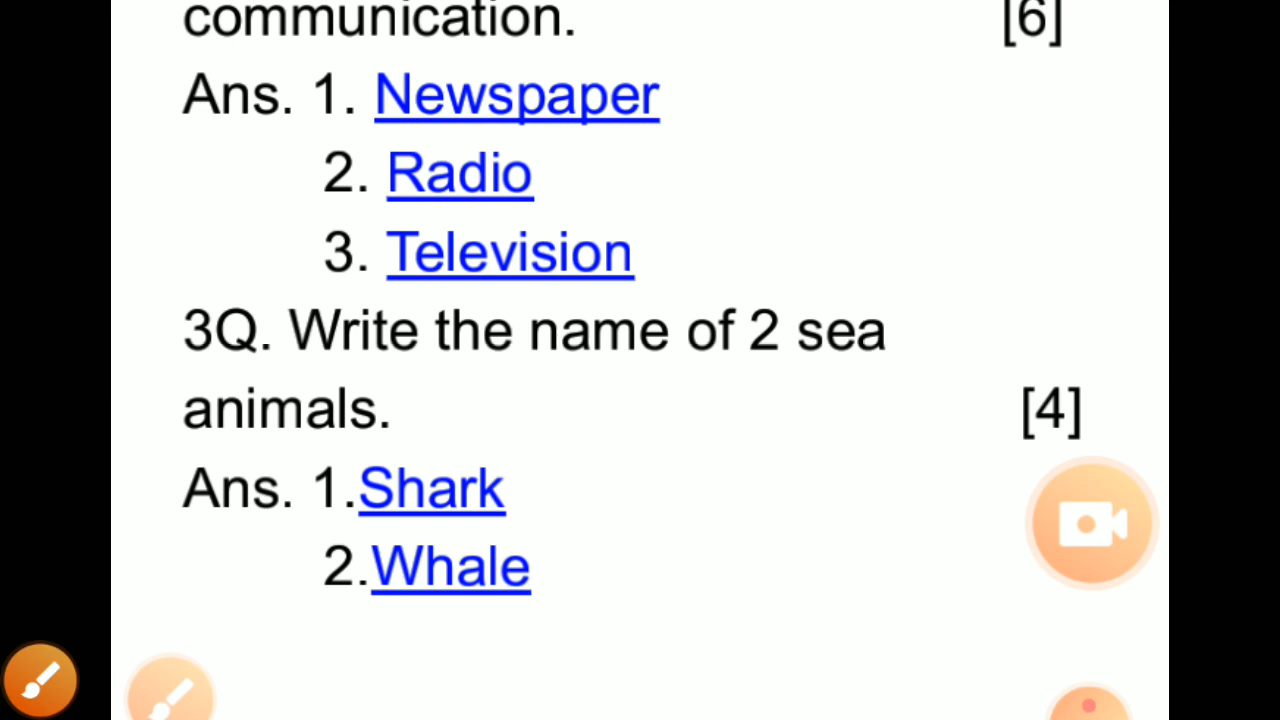 communication. [6]
Ans. 1. Newspaper
2. Radio
3. Television
3Q. Write the name of 2 sea
animals. [4]
Ans. 1.Shark
2.Whale